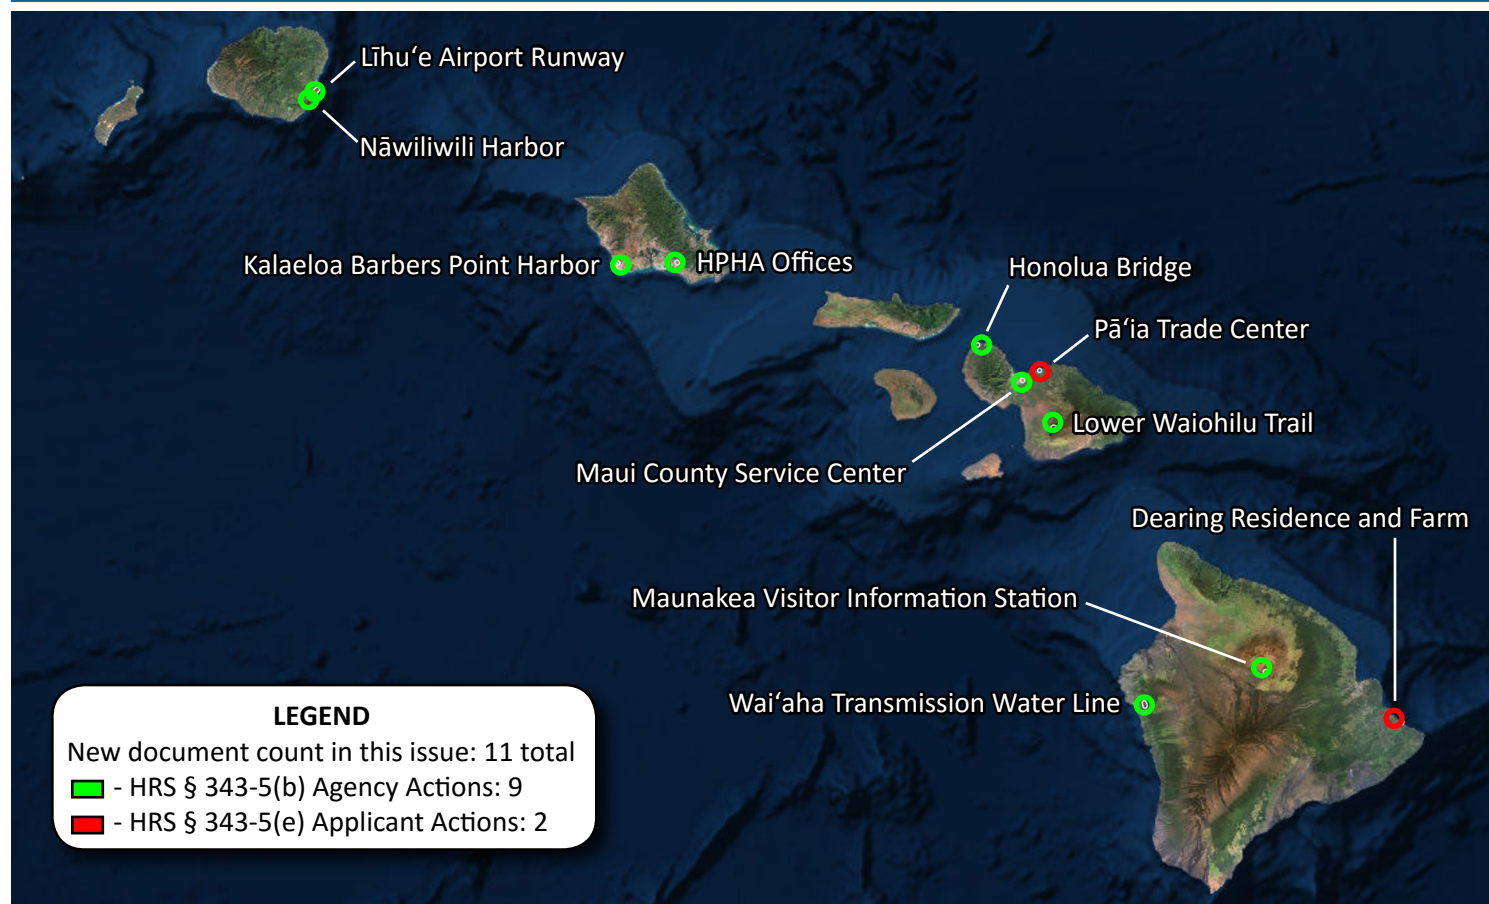 Līhuʻe Airport Runway
Nāwiliwili Harbor
Kalaeloa Barbers Point Harbor
HPHA Offices
Honolua Bridge
Pāʻia Trade Center
Lower Waiohilu Trail
Maui County Service Center
Dearing Residence and Farm
Maunakea Visitor Information Station
Waiʻaha Transmission Water Line
LEGEND
New document count in this issue: 11 total
- HRS § 343-5(b) Agency Actions: 9
- HRS § 343-5(e) Applicant Actions: 2